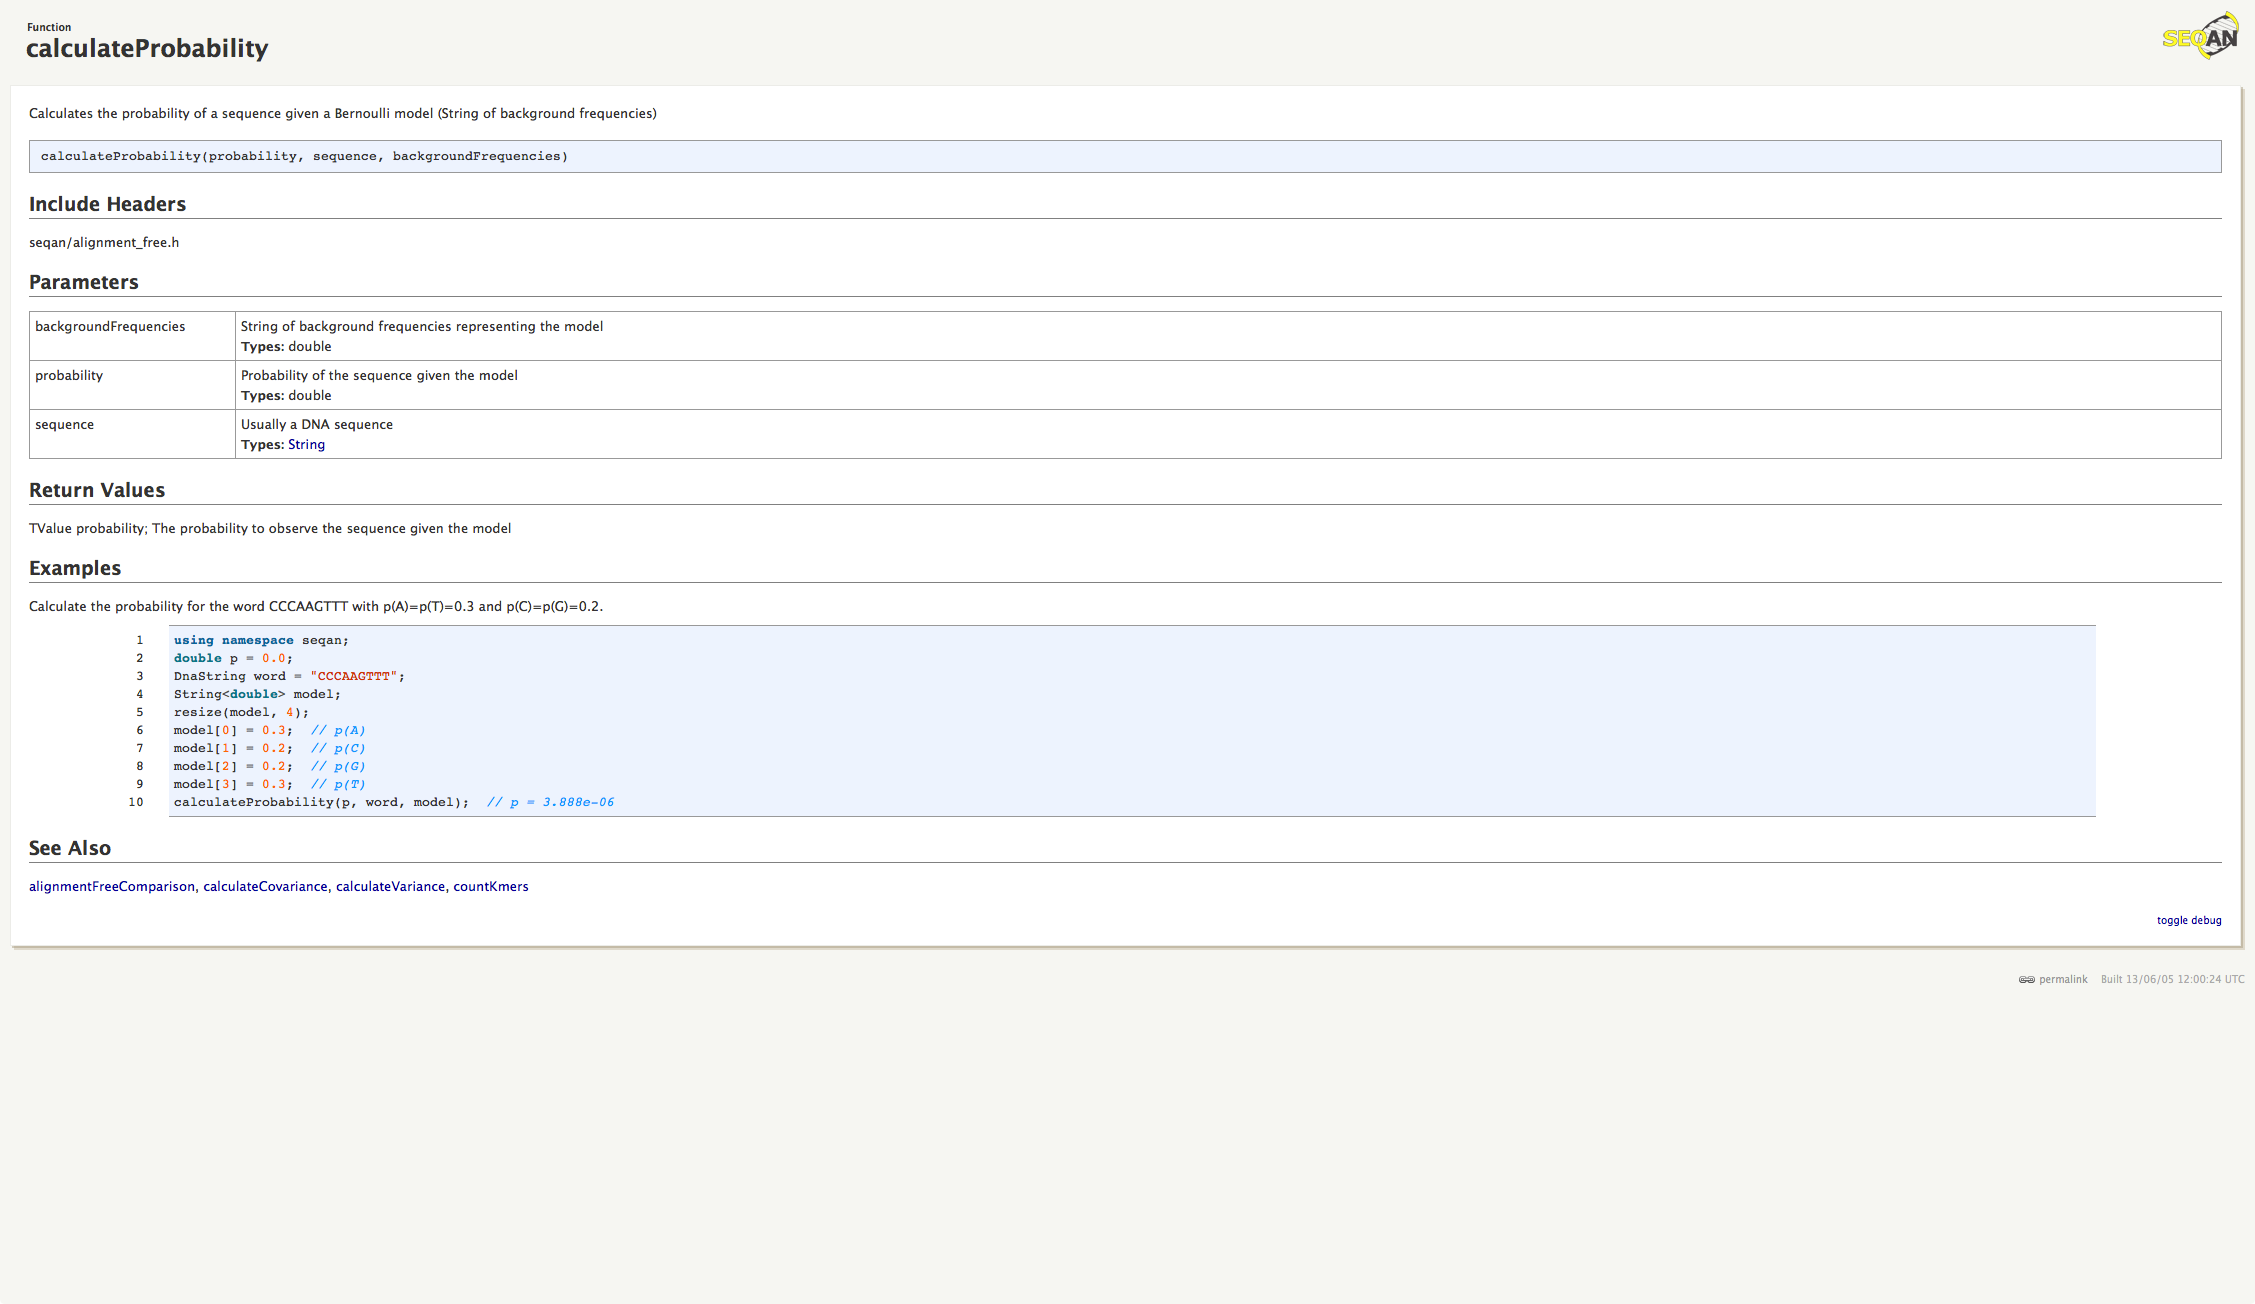 Function
calculateProbability
SEQAN
Calculates the probability of a sequence given a Bernoulli model (String of background frequencies)
calculateProbability(probability, sequence, backgroundFrequencies)
Include Headers
seqan/alignment_free.h
Parameters
backgroundFrequencies String of background frequencies representing the model
Types: double
probability Probability of the sequence given the model
Types: double
sequence Usually a DNA sequence
Types: String
Return Values
TValue probability; The probability to observe the sequence given the model
Examples
Calculate the probability for the word CCCAAGTTT with p(A)=p(T)=0.3 and p(C)=p(G)=0.2.
1 using namespace seqan;
2 double p = 0.0;
3 DnaString word = "CCCAAGTTT";
4 String<double> model;
5 resize(model, 4);
6 model[0] = 0.3;  // p(A)
7 model[1] = 0.2;  // p(C)
8 model[2] = 0.2;  // p(G)
9 model[3] = 0.3;  // p(T)
10 calculateProbability(p, word, model);  // p = 3.888e-06
See Also
alignmentFreeComparison, calculateCovariance, calculateVariance, countKmers
toggle debug
permalink Built 13/06/05 12:00:24 UTC